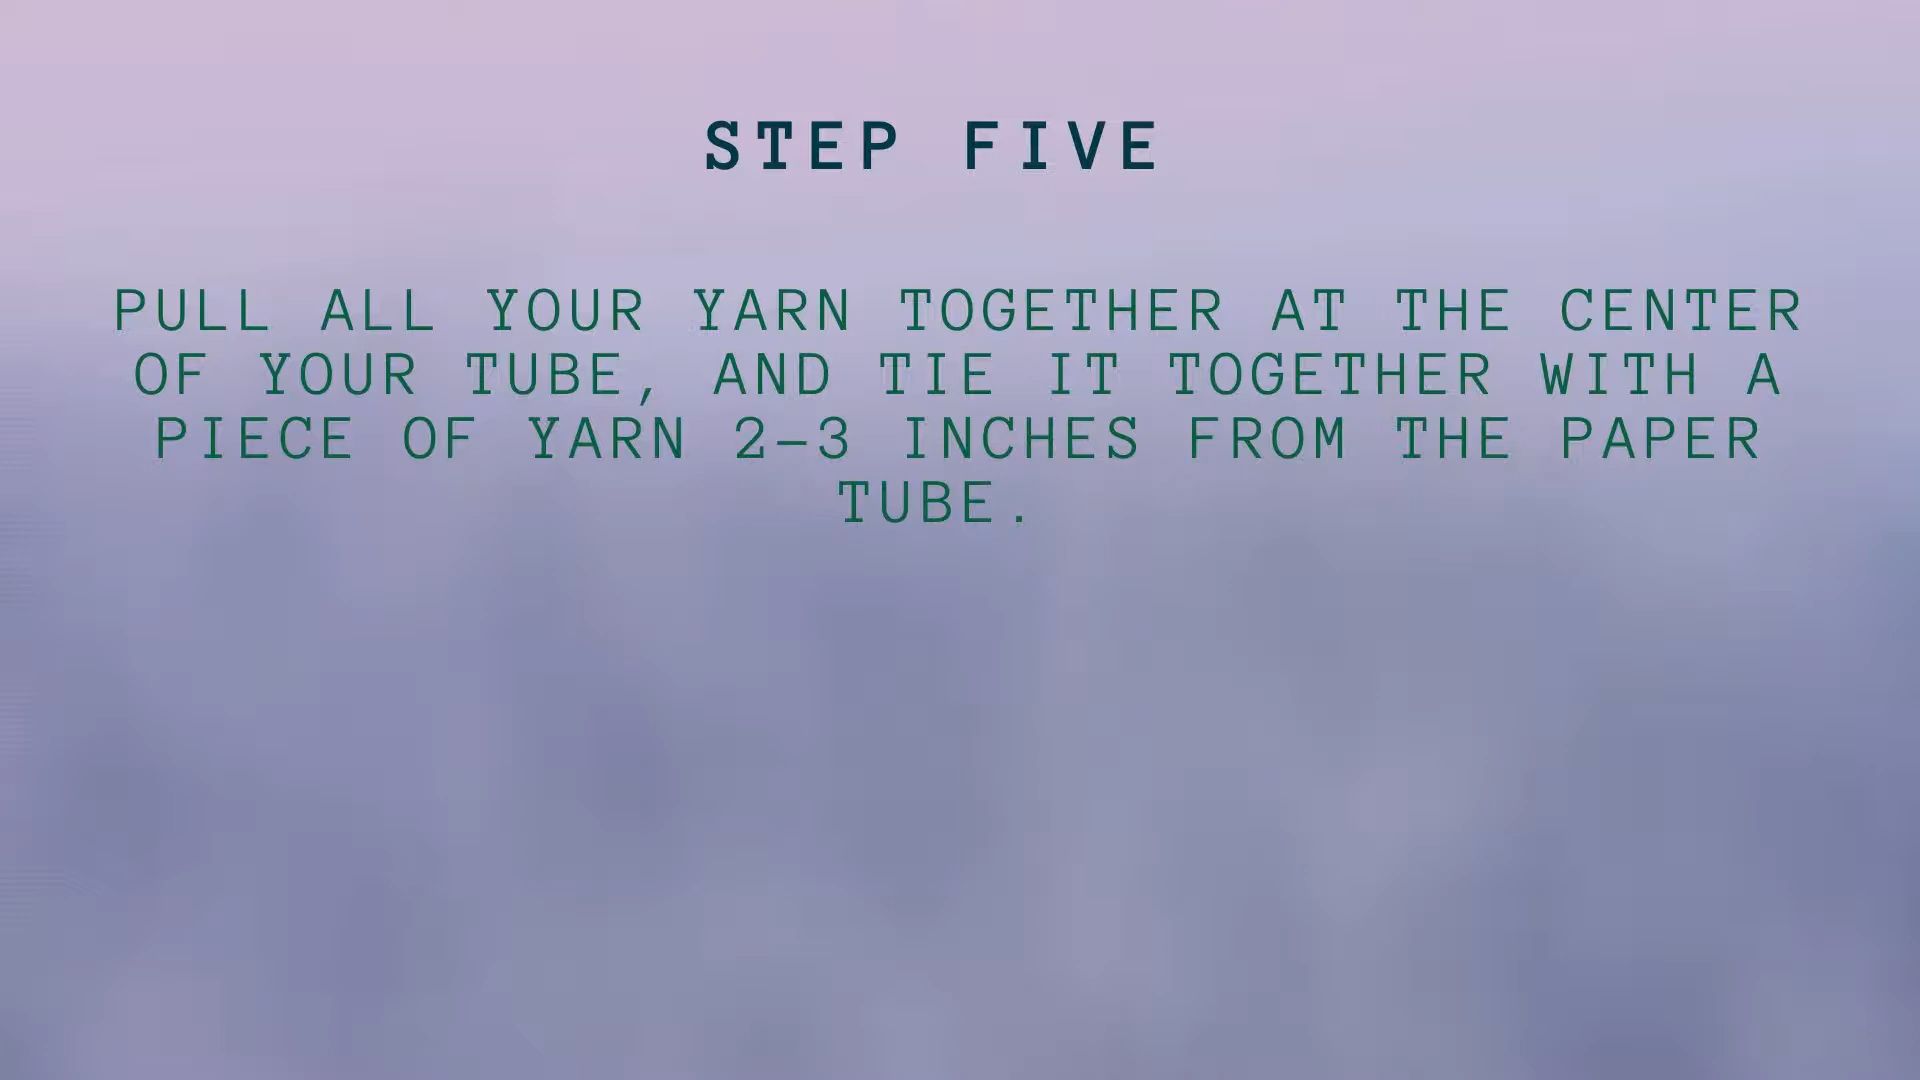 STEP FIVE
PULL ALL YOUR YARN TOGETHER AT THE CENTER
OF YOUR TUBE, AND TIE IT TOGETHER WITH A
PIECE OF YARN 2-3 INCHES FROM THE PAPER
TUBE.